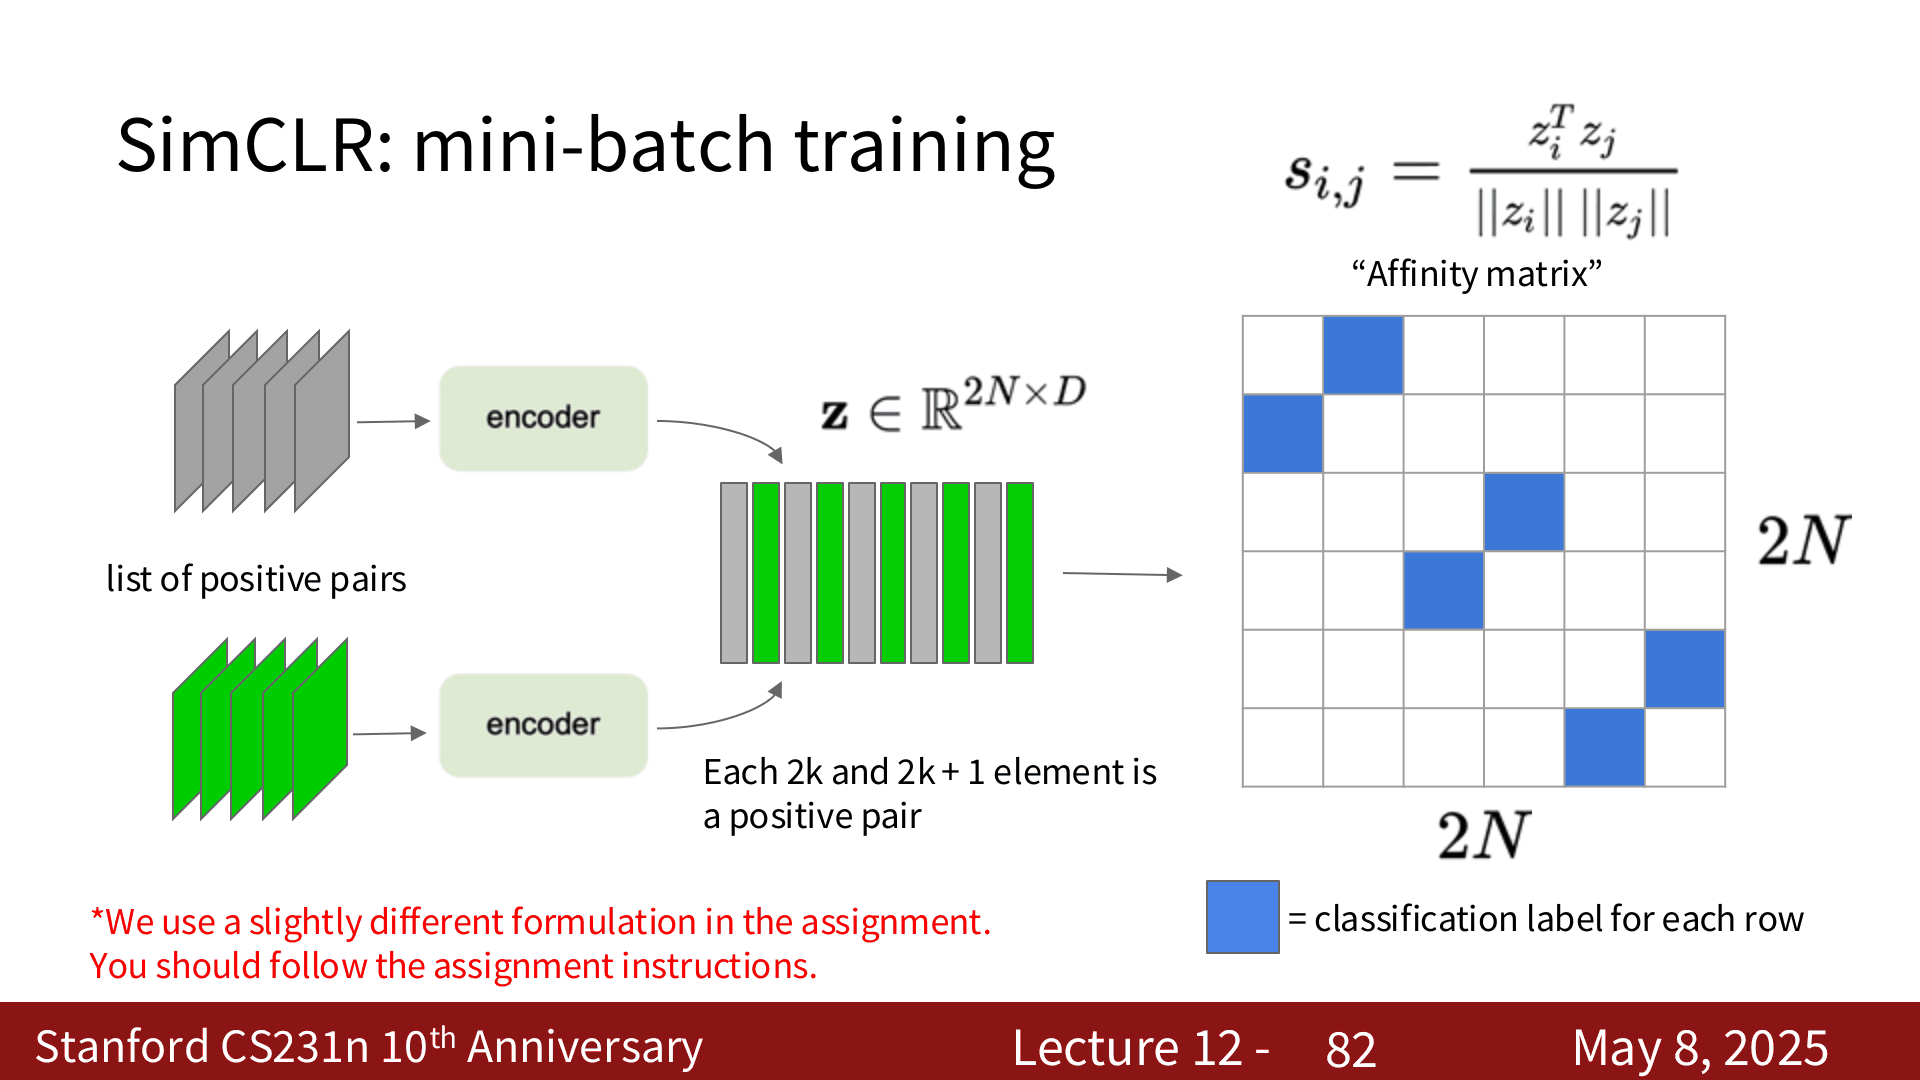 SimCLR: mini-batch training
s_{i,j} = \frac{z_i^T z_j}{||z_i|| ||z_j||}
“Affinity matrix”
encoder
z ∈ ℝ^{2N×D}
list of positive pairs
2N
encoder
Each 2k and 2k + 1 element is
a positive pair
2N
= classification label for each row
*We use a slightly different formulation in the assignment.
You should follow the assignment instructions.
Stanford CS231n 10th Anniversary
Lecture 12 - 82
May 8, 2025